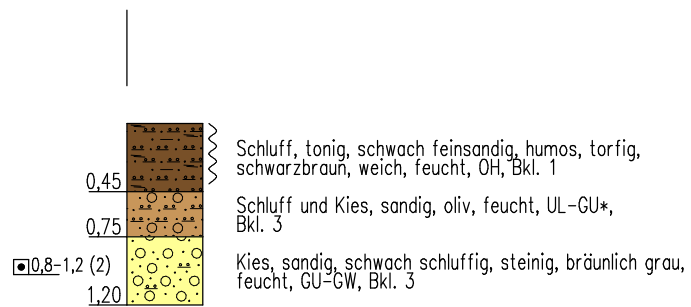 Schluff, tonig, schwach feinsandig, humos, torfig,
schwarzbraun, weich, feucht, OH, Bkl. 1
0,45
Schluff und Kies, sandig, oliv, feucht, UL-GU*,
Bkl. 3
0,75
0,8-1,2 (2)
Kies, sandig, schwach schluffig, steinig, bräunlich grau,
feucht, GU-GW, Bkl. 3
1,20